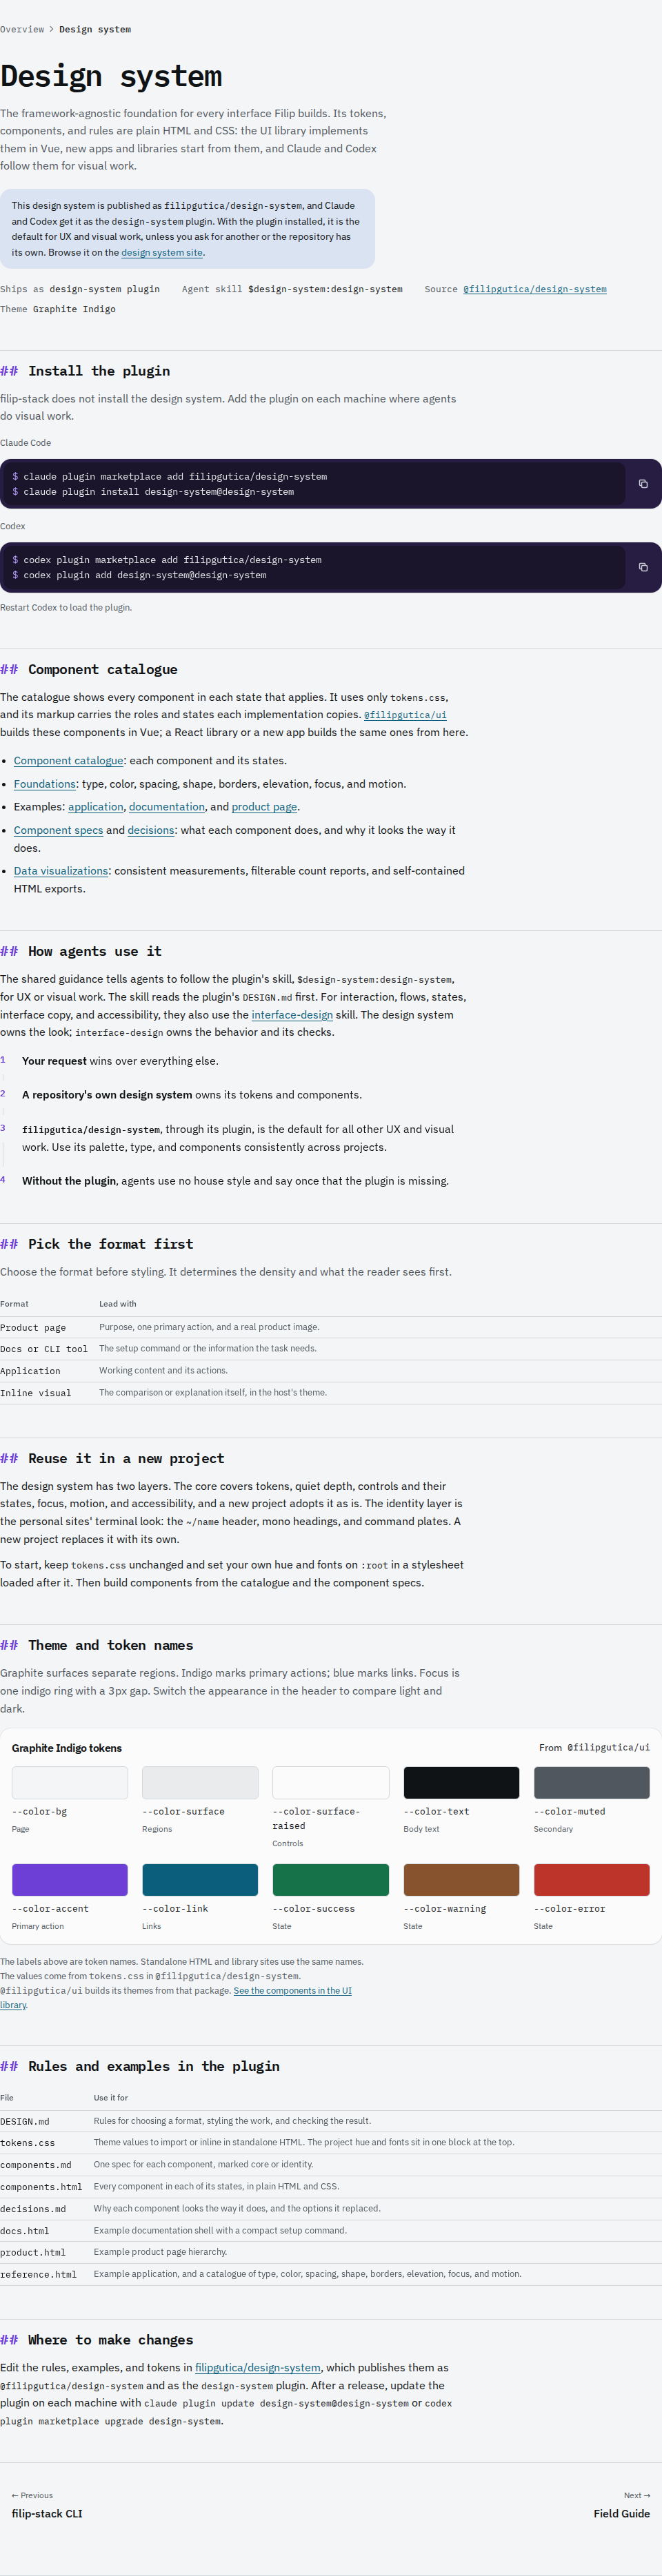 Overview > Design system
Design system
The framework-agnostic foundation for every interface Filip builds. Its tokens,
components, and rules are plain HTML and CSS: the UI library implements
them in Vue, new apps and libraries start from them, and Claude and Codex
follow them for visual work.
This design system is published as filipgutica/design-system, and Claude
and Codex get it as the design-system plugin. With the plugin installed, it is the
default for UX and visual work, unless you ask for another or the repository has
its own. Browse it on the design system site.
Ships as design-system plugin Agent skill $design-system:design-system Source @filipgutica/design-system
Theme Graphite Indigo
## Install the plugin
filip-stack does not install the design system. Add the plugin on each machine where agents
do visual work.
Claude Code
$ claude plugin marketplace add filipgutica/design-system
$ claude plugin install design-system@design-system
Codex
$ codex plugin marketplace add filipgutica/design-system
$ codex plugin add design-system@design-system
Restart Codex to load the plugin.
## Component catalogue
The catalogue shows every component in each state that applies. It uses only tokens.css,
and its markup carries the roles and states each implementation copies. @filipgutica/ui
builds these components in Vue; a React library or a new app builds the same ones from here.
• Component catalogue: each component and its states.
• Foundations: type, color, spacing, shape, borders, elevation, focus, and motion.
• Examples: application, documentation, and product page.
• Component specs and decisions: what each component does, and why it looks the way it
does.
• Data visualizations: consistent measurements, filterable count reports, and self-contained
HTML exports.
## How agents use it
The shared guidance tells agents to follow the plugin's skill, $design-system:design-system,
for UX or visual work. The skill reads the plugin's DESIGN.md first. For interaction, flows, states,
interface copy, and accessibility, they also use the interface-design skill. The design system
owns the look; interface-design owns the behavior and its checks.
1 Your request wins over everything else.
2 A repository's own design system owns its tokens and components.
3 filipgutica/design-system, through its plugin, is the default for all other UX and visual
work. Use its palette, type, and components consistently across projects.
4 Without the plugin, agents use no house style and say once that the plugin is missing.
## Pick the format first
Choose the format before styling. It determines the density and what the reader sees first.
Format Lead with
Product page Purpose, one primary action, and a real product image.
Docs or CLI tool The setup command or the information the task needs.
Application Working content and its actions.
Inline visual The comparison or explanation itself, in the host's theme.
## Reuse it in a new project
The design system has two layers. The core covers tokens, quiet depth, controls and their
states, focus, motion, and accessibility, and a new project adopts it as is. The identity layer is
the personal sites' terminal look: the ~/name header, mono headings, and command plates. A
new project replaces it with its own.
To start, keep tokens.css unchanged and set your own hue and fonts on :root in a stylesheet
loaded after it. Then build components from the catalogue and the component specs.
## Theme and token names
Graphite surfaces separate regions. Indigo marks primary actions; blue marks links. Focus is
one indigo ring with a 3px gap. Switch the appearance in the header to compare light and
dark.
Graphite Indigo tokens From @filipgutica/ui
--color-bg --color-surface --color-surface-raised --color-text --color-muted
Page Regions Controls Body text Secondary
--color-accent --color-link --color-success --color-warning --color-error
Primary action Links State State State
The labels above are token names. Standalone HTML and library sites use the same names.
The values come from tokens.css in @filipgutica/design-system.
@filipgutica/ui builds its themes from that package. See the components in the UI
library.
## Rules and examples in the plugin
File Use it for
DESIGN.md Rules for choosing a format, styling the work, and checking the result.
tokens.css Theme values to import or inline in standalone HTML. The project hue and fonts sit in one block at the top.
components.md One spec for each component, marked core or identity.
components.html Every component in each of its states, in plain HTML and CSS.
decisions.md Why each component looks the way it does, and the options it replaced.
docs.html Example documentation shell with a compact setup command.
product.html Example product page hierarchy.
reference.html Example application, and a catalogue of type, color, spacing, shape, borders, elevation, focus, and motion.
## Where to make changes
Edit the rules, examples, and tokens in filipgutica/design-system, which publishes them as
@filipgutica/design-system and as the design-system plugin. After a release, update the
plugin on each machine with claude plugin update design-system@design-system or codex
plugin marketplace upgrade design-system.
← Previous Next →
filip-stack CLI Field Guide